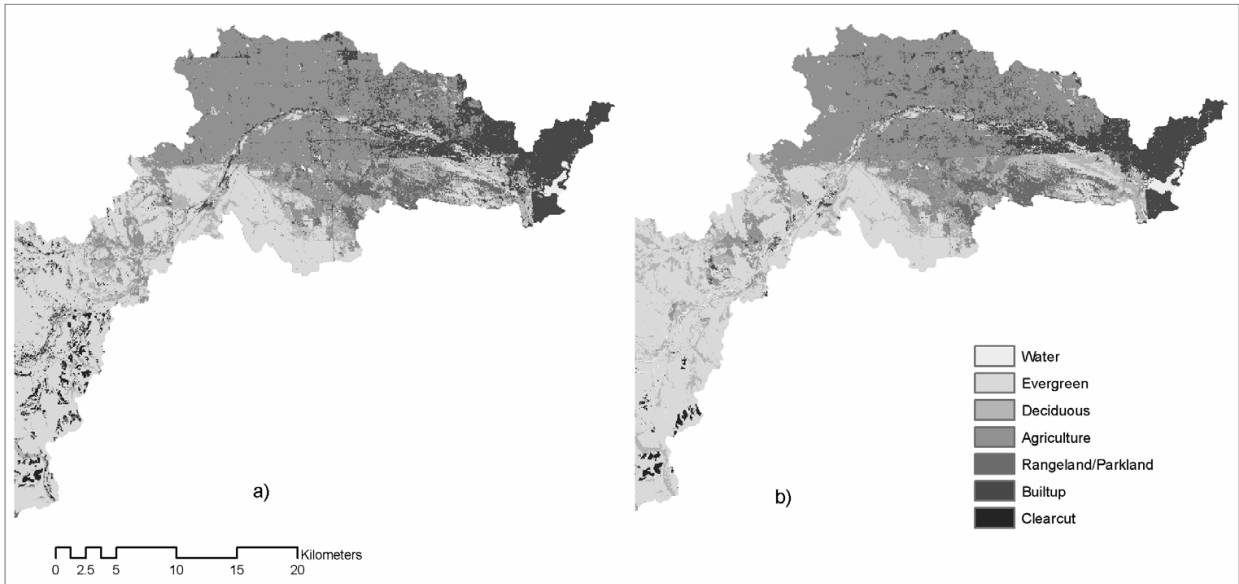 a)
b)
Water
Evergreen
Deciduous
Agriculture
Rangeland/Parkland
Builtup
Clearcut
Kilometers
0 2.5 5 10 15 20